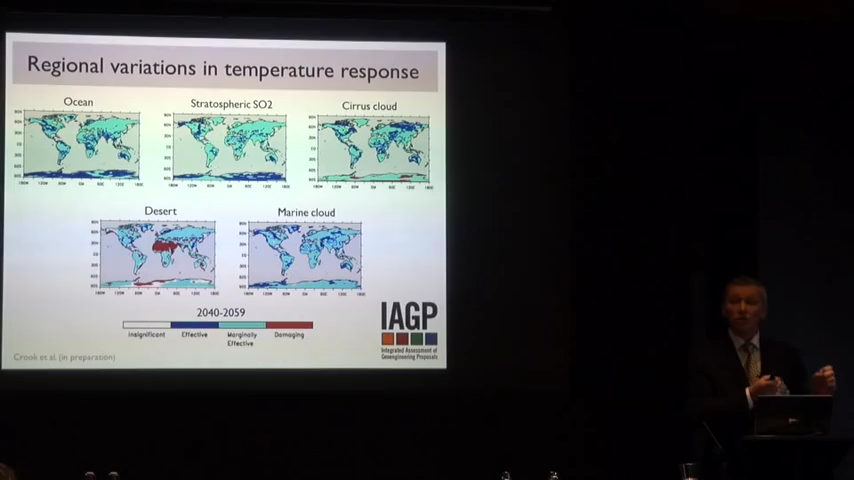 Regional variations in temperature response
Ocean
Stratospheric SO2
Cirrus cloud
Desert
Marine cloud
2040-2059
Insignificant
Effective
Marginally
Effective
Damaging
IAGP
Integrated Assessment of
Geoengineering Proposals
Crook et al. (in preparation)